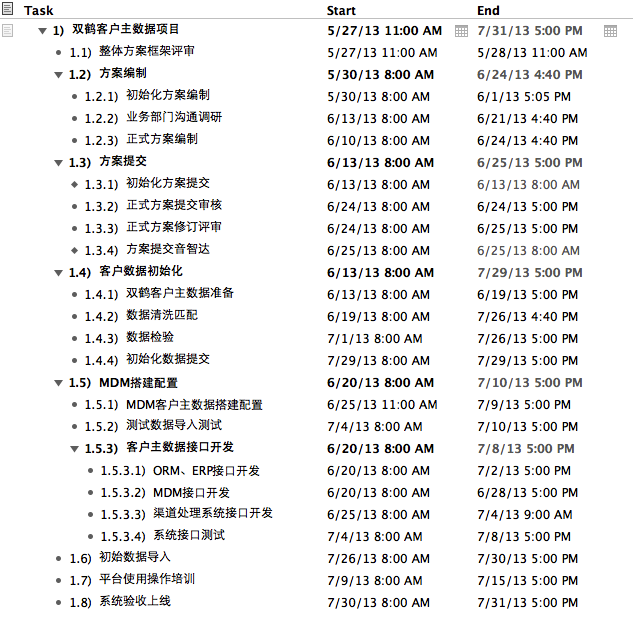 Task Start End
1) 双鹤客户主数据项目 5/27/13 11:00 AM 7/31/13 5:00 PM
1.1) 整体方案框架评审 5/27/13 11:00 AM 5/28/13 11:00 AM
1.2) 方案编制 5/30/13 8:00 AM 6/24/13 4:40 PM
1.2.1) 初始化方案编制 5/30/13 8:00 AM 6/1/13 5:05 PM
1.2.2) 业务部门沟通调研 6/13/13 8:00 AM 6/21/13 4:40 PM
1.2.3) 正式方案编制 6/10/13 8:00 AM 6/24/13 4:40 PM
1.3) 方案提交 6/13/13 8:00 AM 6/25/13 5:00 PM
1.3.1) 初始化方案提交 6/13/13 8:00 AM 6/13/13 8:00 AM
1.3.2) 正式方案提交审核 6/24/13 8:00 AM 6/24/13 5:00 PM
1.3.3) 正式方案修订评审 6/24/13 8:00 AM 6/25/13 5:00 PM
1.3.4) 方案提交音智达 6/25/13 8:00 AM 6/25/13 8:00 AM
1.4) 客户数据初始化 6/13/13 8:00 AM 7/29/13 5:00 PM
1.4.1) 双鹤客户主数据准备 6/13/13 8:00 AM 6/19/13 5:00 PM
1.4.2) 数据清洗匹配 6/19/13 8:00 AM 7/26/13 4:40 PM
1.4.3) 数据检验 7/1/13 8:00 AM 7/26/13 5:00 PM
1.4.4) 初始化数据提交 7/29/13 8:00 AM 7/29/13 5:00 PM
1.5) MDM搭建配置 6/20/13 8:00 AM 7/10/13 5:00 PM
1.5.1) MDM客户主数据搭建配置 6/25/13 11:00 AM 7/9/13 5:00 PM
1.5.2) 测试数据导入测试 7/4/13 8:00 AM 7/10/13 5:00 PM
1.5.3) 客户主数据接口开发 6/20/13 8:00 AM 7/8/13 5:00 PM
1.5.3.1) ORM、ERP接口开发 6/20/13 8:00 AM 7/2/13 5:00 PM
1.5.3.2) MDM接口开发 6/20/13 8:00 AM 6/28/13 5:00 PM
1.5.3.3) 渠道处理系统接口开发 6/25/13 8:00 AM 7/4/13 9:00 AM
1.5.3.4) 系统接口测试 7/4/13 8:00 AM 7/8/13 5:00 PM
1.6) 初始数据导入 7/26/13 8:00 AM 7/30/13 5:00 PM
1.7) 平台使用操作培训 7/9/13 8:00 AM 7/15/13 5:00 PM
1.8) 系统验收上线 7/30/13 8:00 AM 7/31/13 5:00 PM